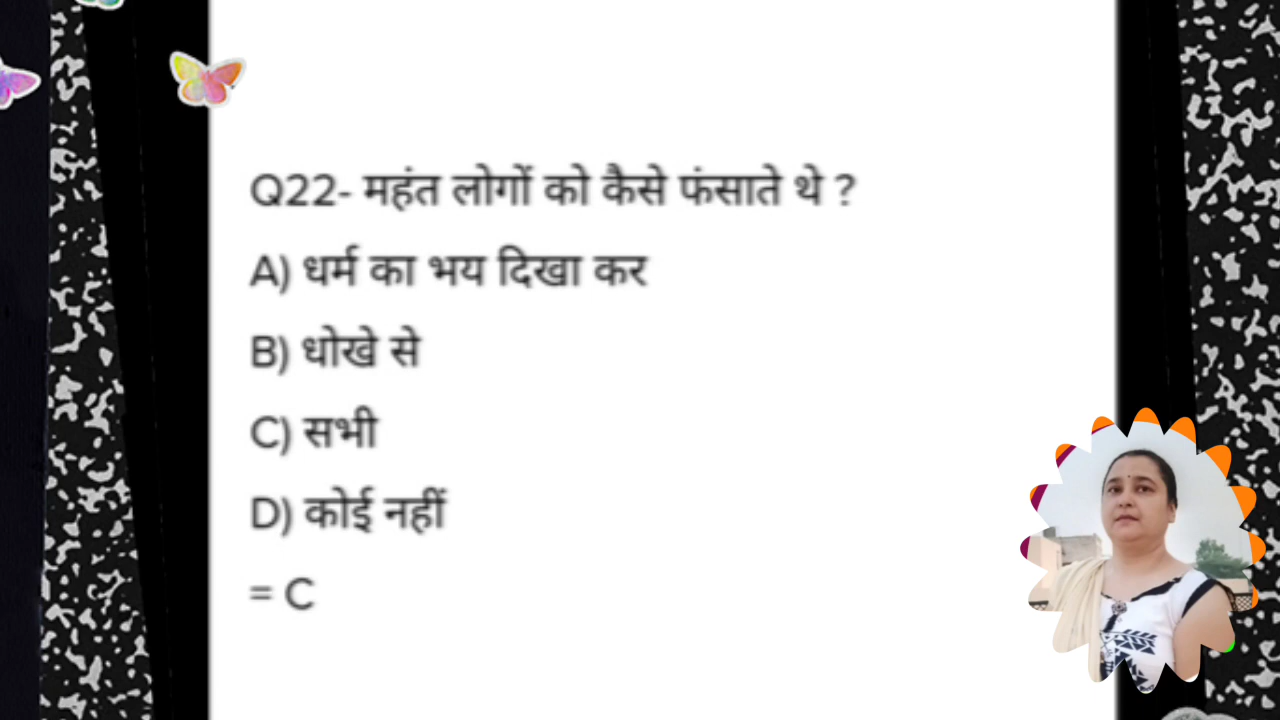 Q22- महंत लोगों को कैसे फंसाते थे ?
A) धर्म का भय दिखा कर
B) धोखे से
C) सभी
D) कोई नहीं
= C